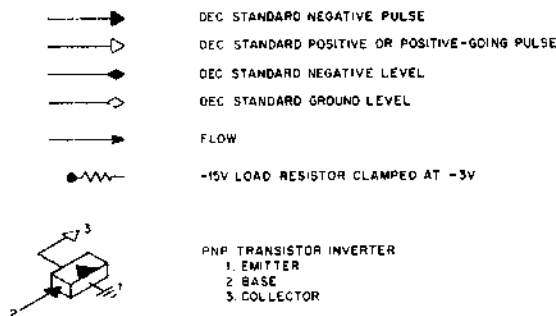 DEC STANDARD NEGATIVE PULSE
DEC STANDARD POSITIVE OR POSITIVE-GOING PULSE
DEC STANDARD NEGATIVE LEVEL
DEC STANDARD GROUND LEVEL
FLOW
-15V LOAD RESISTOR CLAMPED AT -3V
3
PNP TRANSISTOR INVERTER
1. EMITTER
1
2. BASE
2
3. COLLECTOR